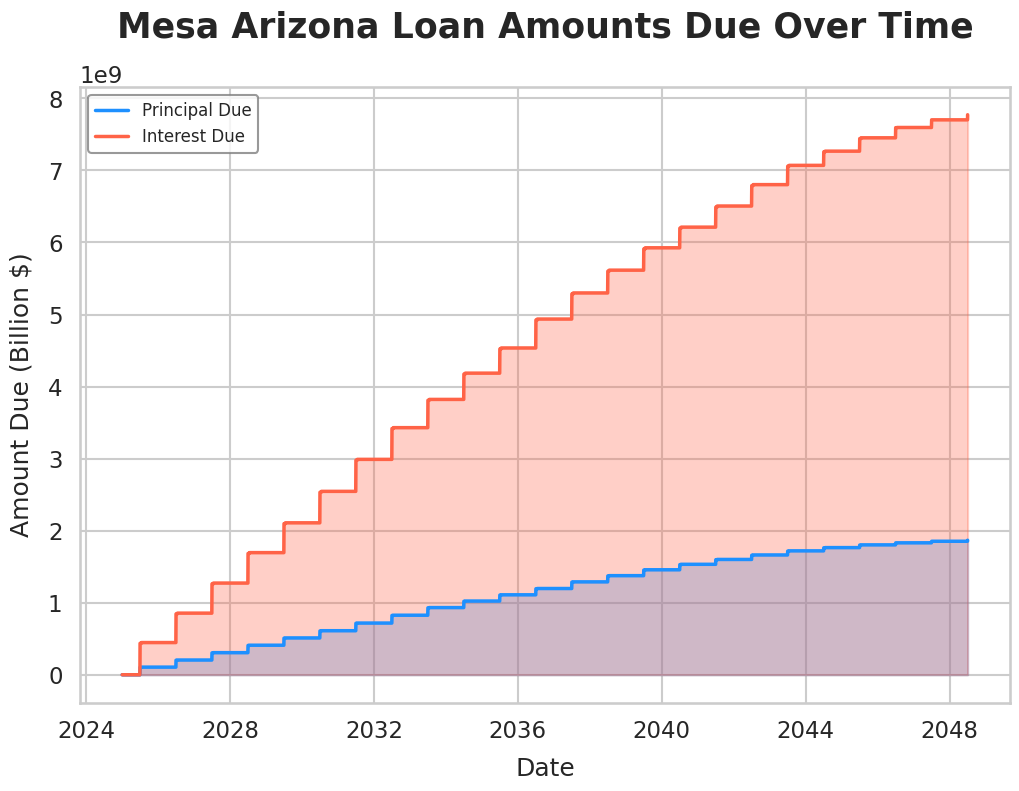 Mesa Arizona Loan Amounts Due Over Time
1e9
Principal Due
Interest Due
8
7
6
5
4
3
2
1
0
Amount Due (Billion $)
2024 2028 2032 2036 2040 2044 2048
Date